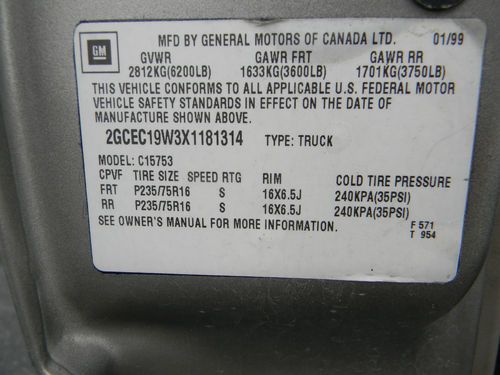 GM
MFD BY GENERAL MOTORS OF CANADA LTD. 01/99
GVWR GAWR FRT GAWR RR
2812KG(6200LB) 1633KG(3600LB) 1701KG(3750LB)
THIS VEHICLE CONFORMS TO ALL APPLICABLE U.S. FEDERAL MOTOR
VEHICLE SAFETY STANDARDS IN EFFECT ON THE DATE OF
MANUFACTURE SHOWN ABOVE.
2GCEC19W3X1181314 TYPE: TRUCK
MODEL: C15753
CPVF TIRE SIZE SPEED RTG RIM COLD TIRE PRESSURE
FRT P235/75R16 S 16X6.5J 240KPA(35PSI)
RR P235/75R16 S 16X6.5J 240KPA(35PSI)
SEE OWNER'S MANUAL FOR MORE INFORMATION. F 571
T 954